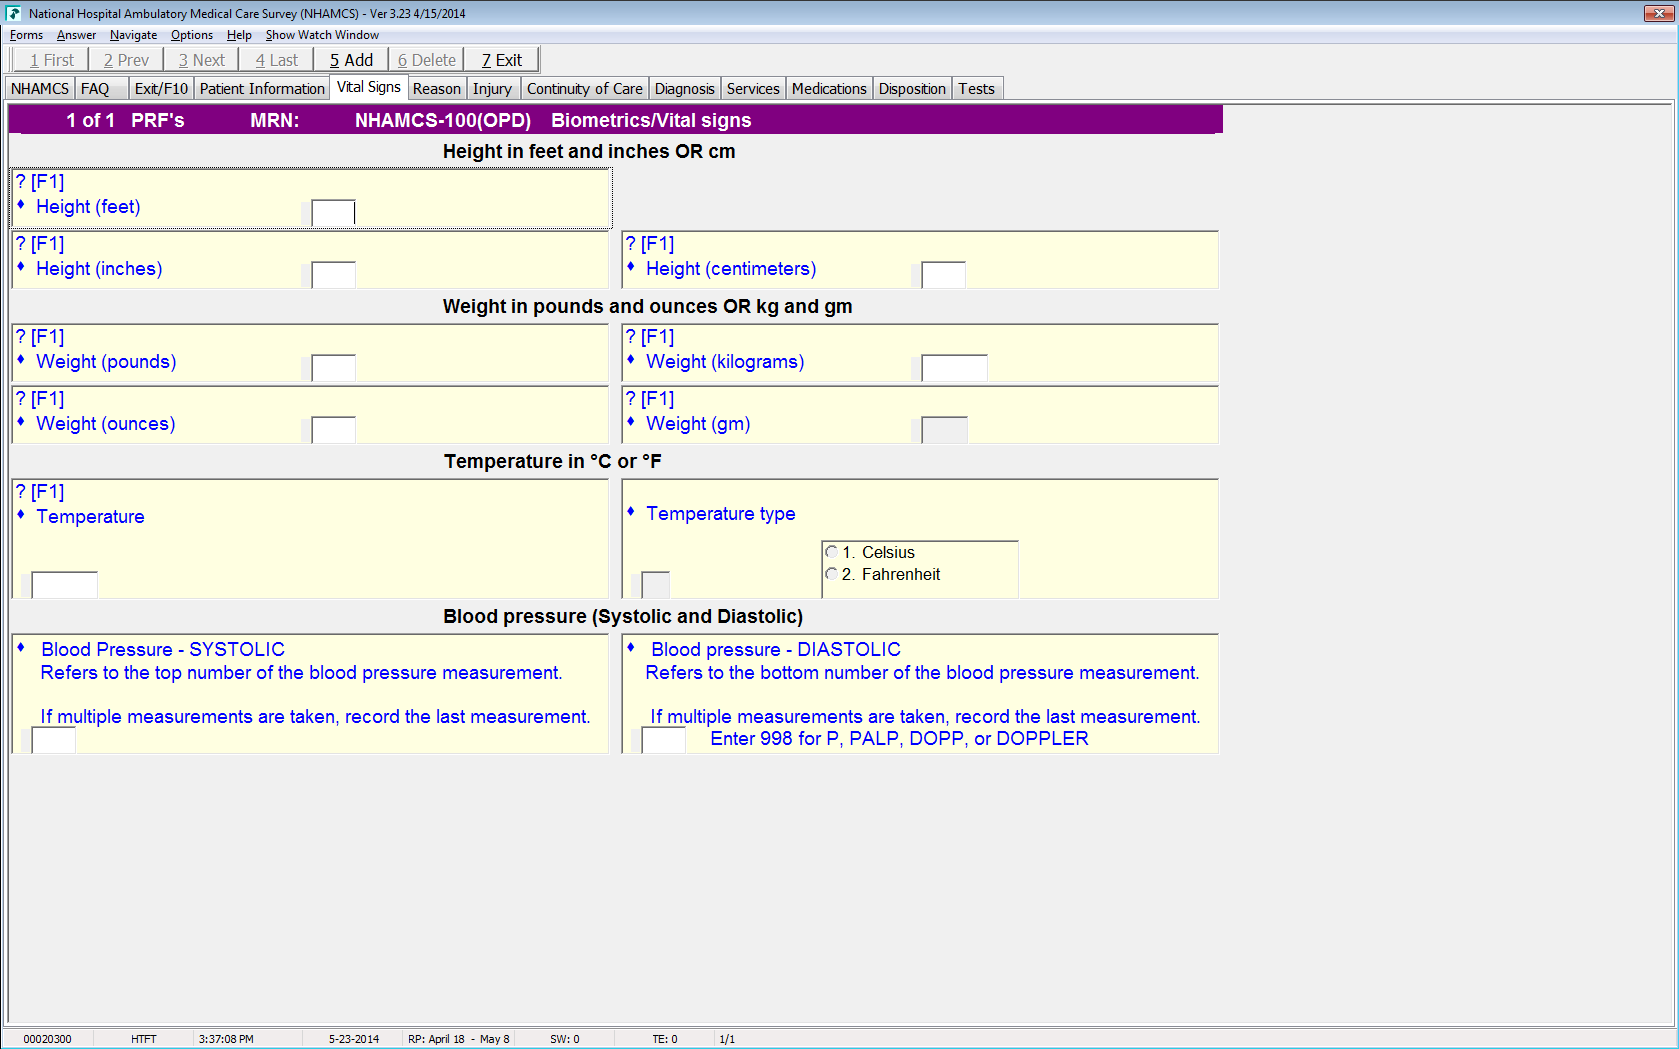 National Hospital Ambulatory Medical Care Survey (NHAMCS) - Ver 3.23 4/15/2014
Forms Answer Navigate Options Help Show Watch Window
1 First 2 Prev 3 Next 4 Last 5 Add 6 Delete 7 Exit
NHAMCS FAQ Exit/F10 Patient Information Vital Signs Reason Injury Continuity of Care Diagnosis Services Medications Disposition Tests
1 of 1 PRF's MRN: NHAMCS-100(OPD) Biometrics/Vital signs
Height in feet and inches OR cm
? [F1]
Height (feet)
? [F1]
Height (inches)
? [F1]
Height (centimeters)
Weight in pounds and ounces OR kg and gm
? [F1]
Weight (pounds)
? [F1]
Weight (kilograms)
? [F1]
Weight (ounces)
? [F1]
Weight (gm)
Temperature in °C or °F
? [F1]
Temperature
Temperature type
1. Celsius
2. Fahrenheit
Blood pressure (Systolic and Diastolic)
Blood Pressure - SYSTOLIC
Refers to the top number of the blood pressure measurement.
If multiple measurements are taken, record the last measurement.
Blood pressure - DIASTOLIC
Refers to the bottom number of the blood pressure measurement.
If multiple measurements are taken, record the last measurement.
Enter 998 for P, PALP, DOPP, or DOPPLER
00020300 HTFT 3:37:08 PM 5-23-2014 RP: April 18 - May 8 SW: 0 TE: 0 1/1